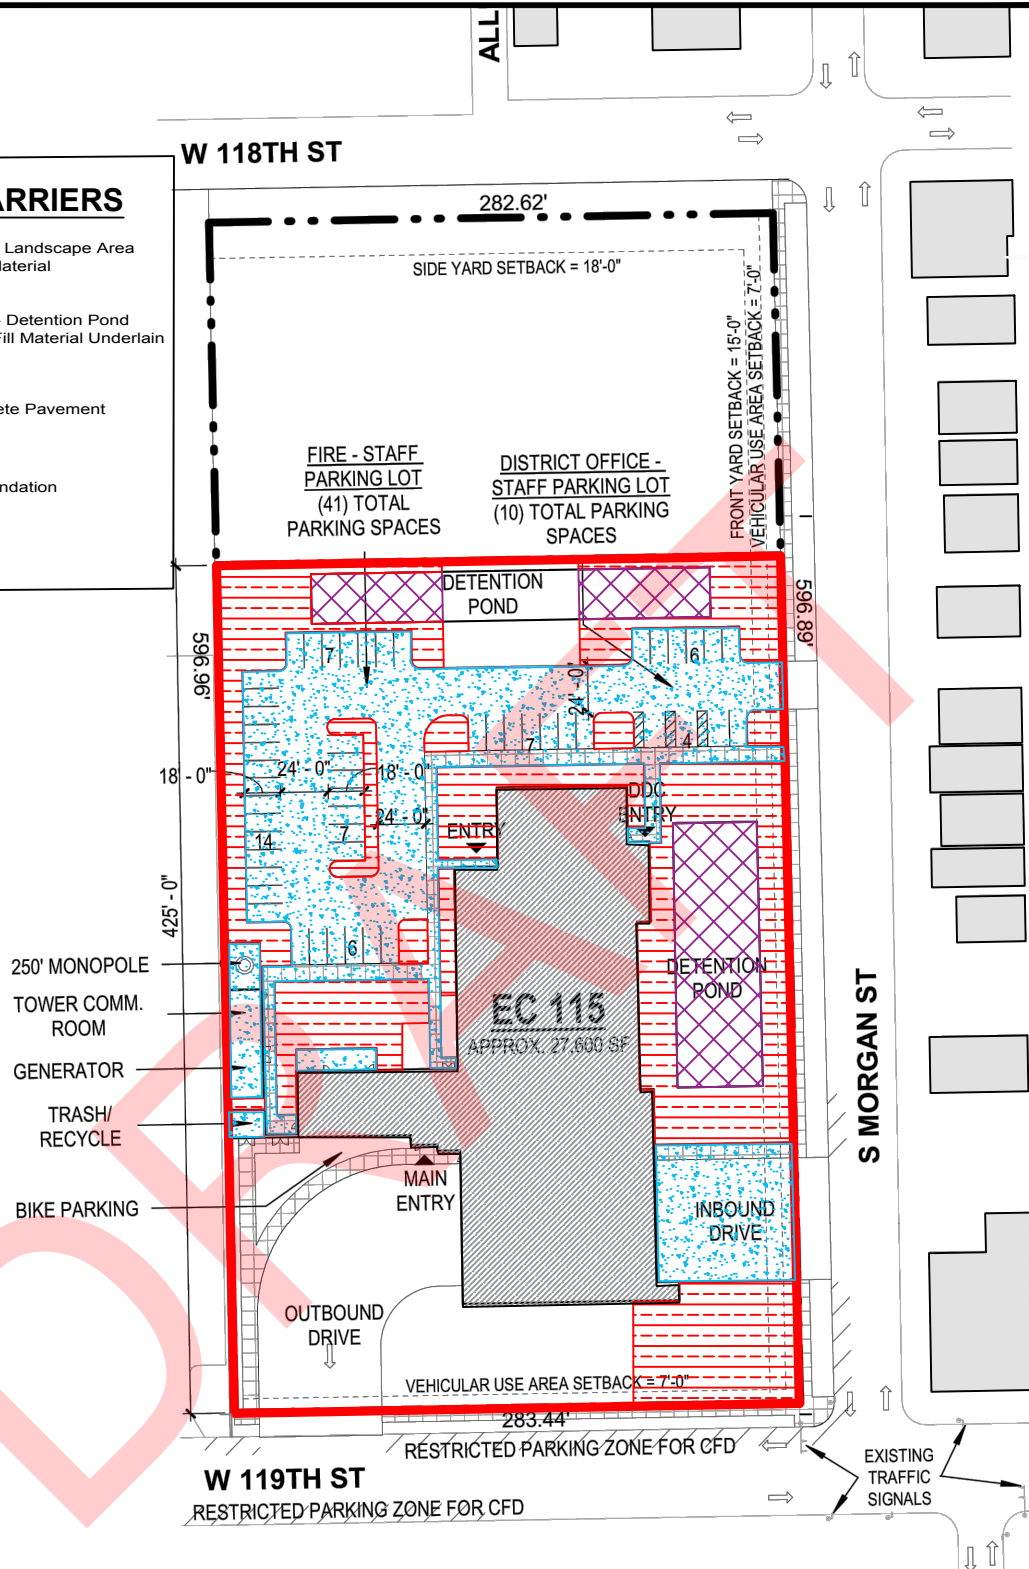 ALL
W 118TH ST
282.62'
ARRIERS
Landscape Area
Material
- Detention Pond
Fill Material Underlain
ete Pavement
ndation
SIDE YARD SETBACK = 18'-0"
FRONT YARD SETBACK = 15'-0"
VEHICULAR USE AREA SETBACK = 7'-0"
FIRE - STAFF
PARKING LOT
(41) TOTAL
PARKING SPACES
DISTRICT OFFICE -
STAFF PARKING LOT
(10) TOTAL PARKING
SPACES
DETENTION
POND
596.89'
596.96'
7
6
24' - 0"
7
4
18' - 0"
24' - 0"
18' - 0"
24' - 0"
DDC
ENTRY
ENTRY
14
7
425' - 0"
6
250' MONOPOLE
TOWER COMM.
ROOM
GENERATOR
TRASH/
RECYCLE
BIKE PARKING
EC 115
APPROX. 27,600 SF
DETENTION
POND
S MORGAN ST
MAIN
ENTRY
INBOUND
DRIVE
OUTBOUND
DRIVE
VEHICULAR USE AREA SETBACK = 7'-0"
283.44'
RESTRICTED PARKING ZONE FOR CFD
W 119TH ST
RESTRICTED PARKING ZONE FOR CFD
EXISTING
TRAFFIC
SIGNALS
DRAFT